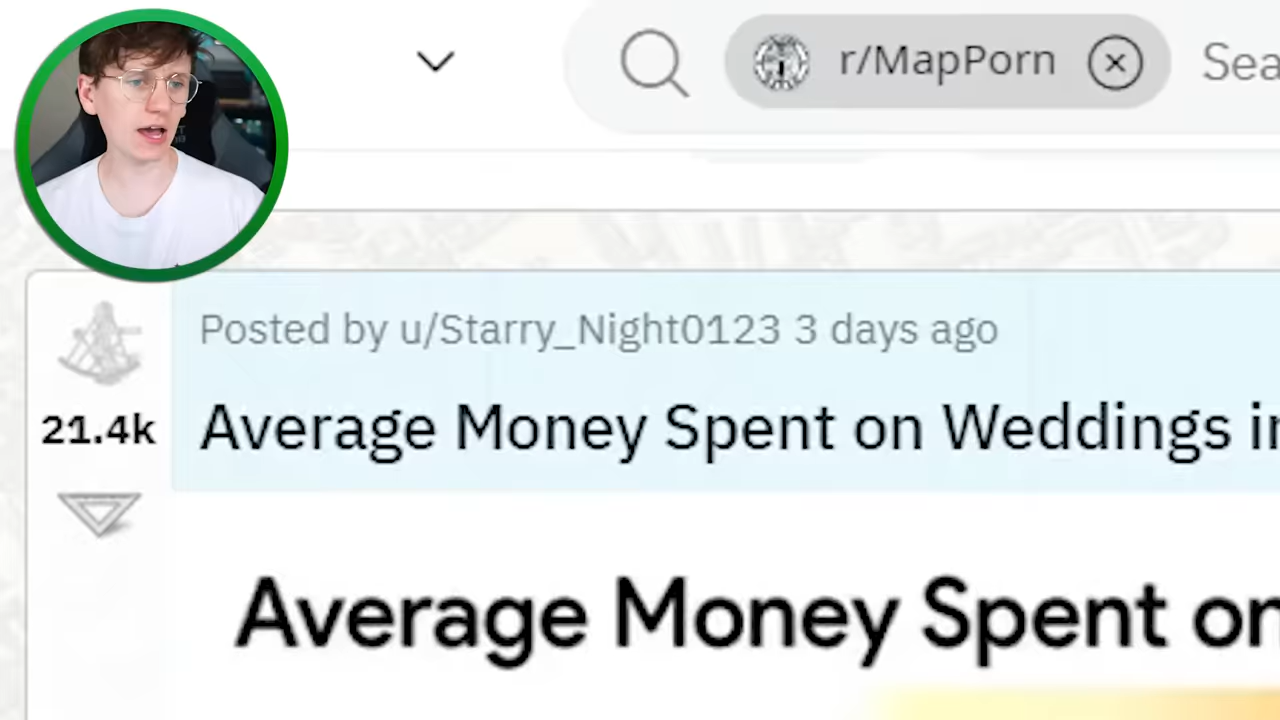 r/MapPorn Sea
Posted by u/Starry_Night0123 3 days ago
21.4k
Average Money Spent on Weddings in
Average Money Spent on